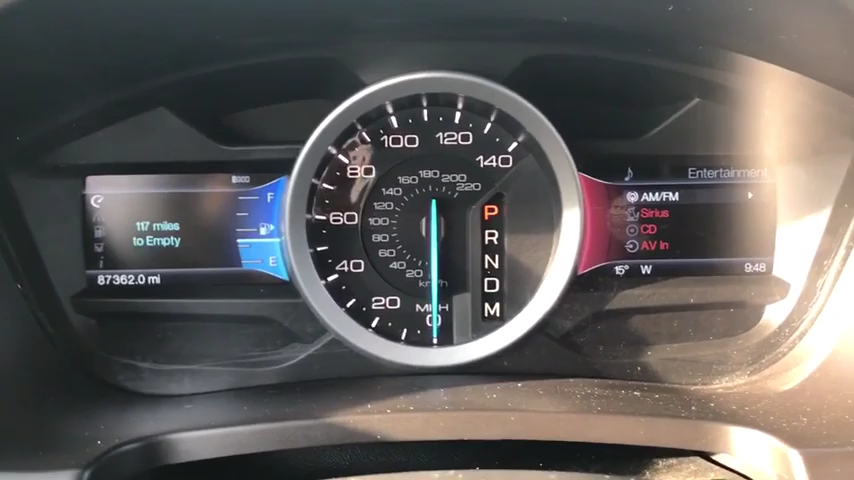 117 miles
to Empty
87362.0 mi
F
E
0
20
40
60
80
100
120
140
MPH
20
40
60
80
100
120
140
160
180
200
220
km/h
P
R
N
D
M
Entertainment
AM/FM
Sirius
CD
AV In
15° W
9:48